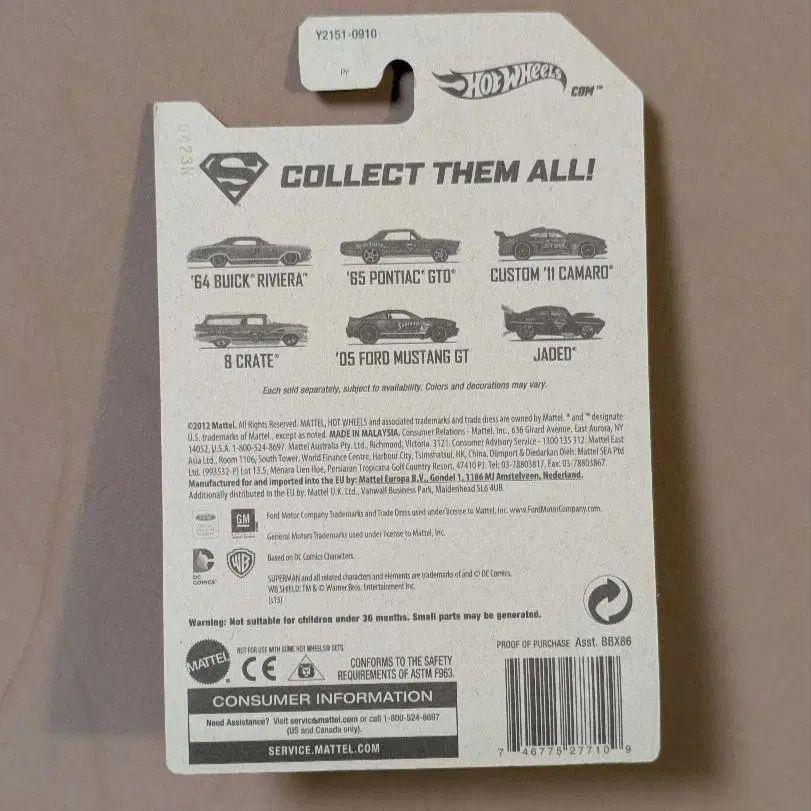 Y2151-0910
Pr
HOT WHEELS
COM™
0423N
S COLLECT THEM ALL!
'64 BUICK® RIVIERA™
'65 PONTIAC® GTO®
CUSTOM '11 CAMARO®
8 CRATE®
'05 FORD MUSTANG GT
JADED®
Each sold separately, subject to availability. Colors and decorations may vary.
©2012 Mattel. All Rights Reserved. MATTEL, HOT WHEELS and associated trademarks and trade dress are owned by Mattel. ® and ™ designate
U.S. trademarks of Mattel, except as noted. MADE IN MALAYSIA. Consumer Relations - Mattel, Inc., 636 Girard Avenue, East Aurora, NY
14052, U.S.A. 1-800-524-8697. Mattel Australia Pty. Ltd., Richmond, Victoria. 3121. Consumer Advisory Service - 1300 135 312. Mattel East
Asia Ltd., Room 1106, South Tower, World Finance Centre, Harbour City, Tsimshatsui, HK, China. Diimport & Diedarkan Oleh: Mattel SEA Ptd
Ltd. (993532-P) Lot 13.5, Menara Lien Hoe, Persiaran Tropicana Golf Country Resort, 47410 PJ. Tel: 03-78803817, Fax: 03-78803867.
Manufactured for and imported into the EU by: Mattel Europa B.V., Gondel 1, 1186 MJ Amstelveen, Nederland.
Additionally distributed in the EU by: Mattel U.K. Ltd., Vanwall Business Park, Maidenhead SL6 4UB.
Ford
GM
Ford Motor Company Trademarks and Trade Dress used under license to Mattel, Inc. www.FordMotorCompany.com.
General Motors Trademarks used under license to Mattel, Inc.
DC
COMICS™
WB
Based on DC Comics Characters.
SUPERMAN and all related characters and elements are trademarks of and © DC Comics.
WB SHIELD: TM & © Warner Bros. Entertainment Inc.
(s13)
Warning: Not suitable for children under 36 months. Small parts may be generated.
MATTEL
NOT FOR USE WITH SOME HOT WHEELS® SETS.
CE
CONFORMS TO THE SAFETY
REQUIREMENTS OF ASTM F963.
PROOF OF PURCHASE Asst. BBX86
CONSUMER INFORMATION
Need Assistance? Visit service.mattel.com or call 1-800-524-8697
(US and Canada only).
SERVICE.MATTEL.COM
7 46775 27710 9